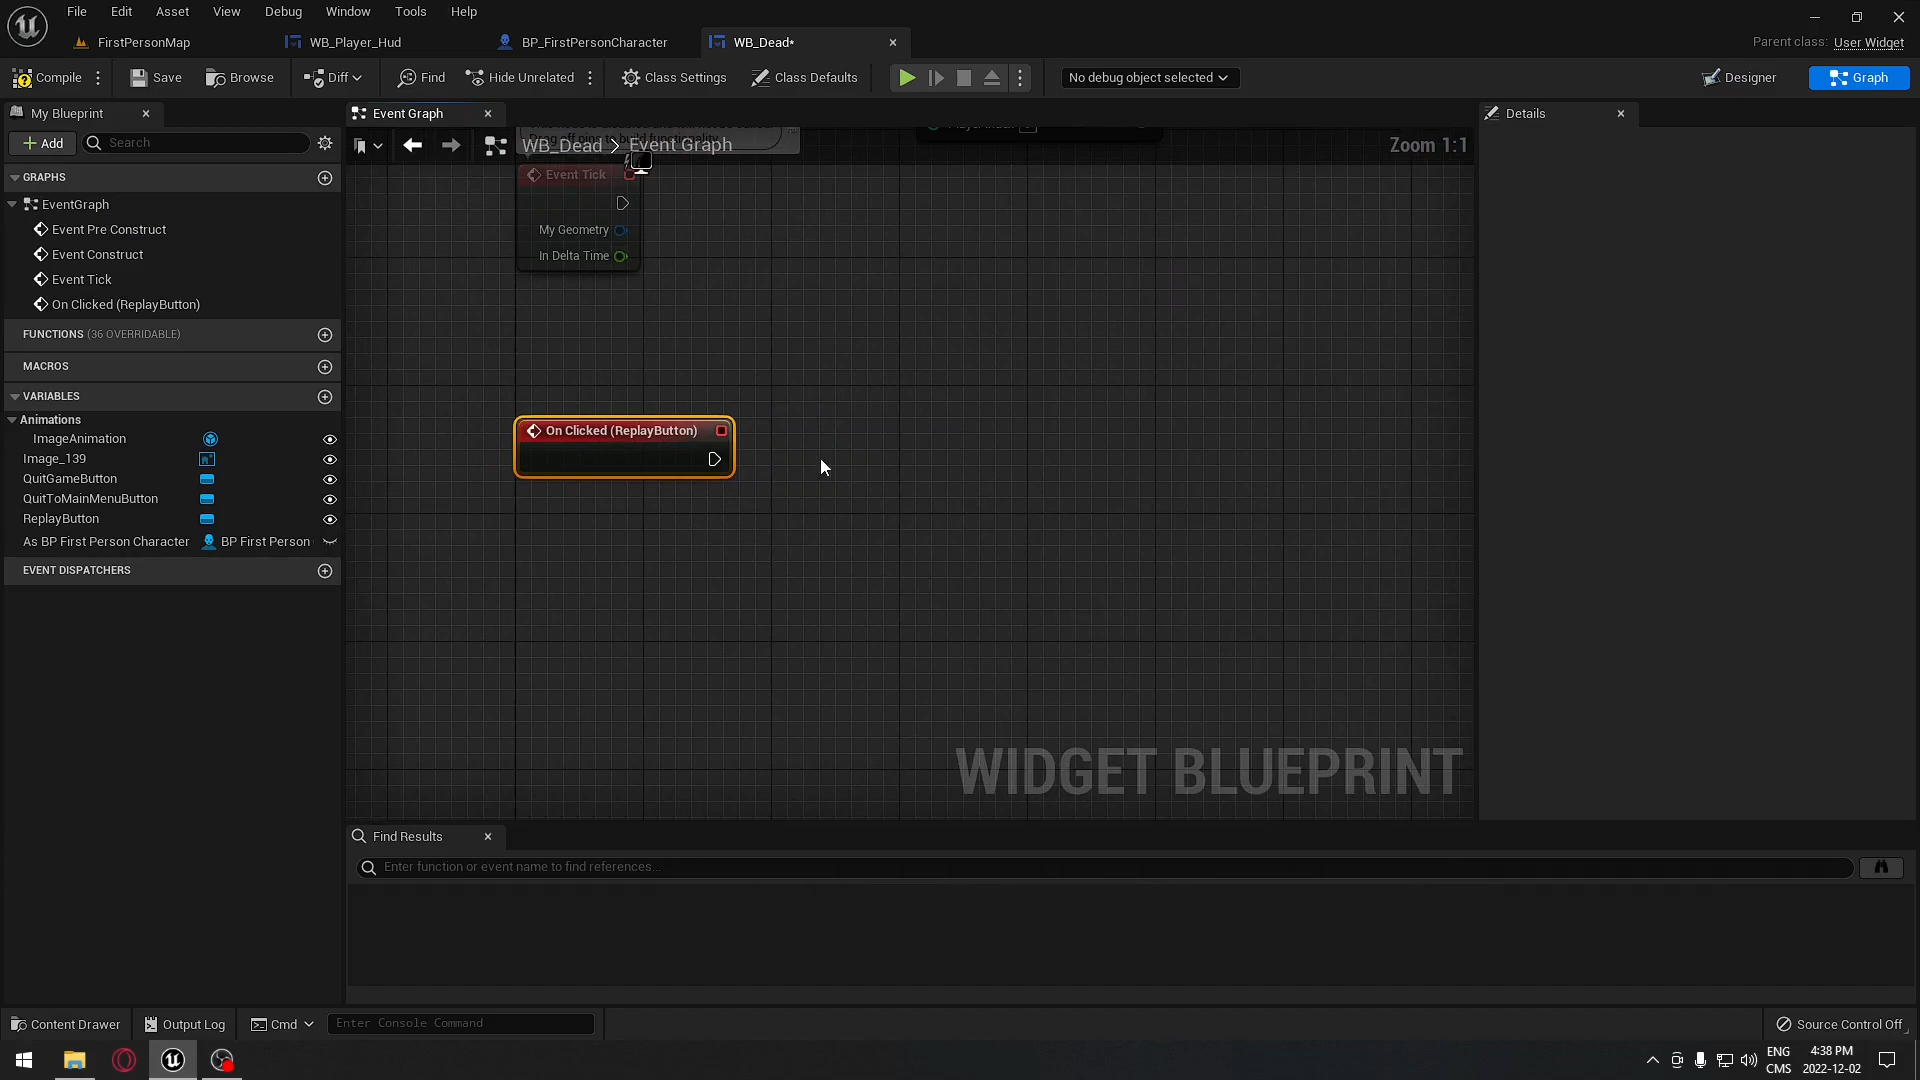 File Edit Asset View Debug Window Tools Help
FirstPersonMap WB_Player_Hud BP_FirstPersonCharacter WB_Dead* Parent class: User Widget
Compile Save Browse Diff Find Hide Unrelated Class Settings Class Defaults No debug object selected Designer Graph
My Blueprint Event Graph Details
Add Search
Drag off pins to build functionality.
WB_Dead > Event Graph Zoom 1:1
GRAPHS
Event Tick
EventGraph
Event Pre Construct
My Geometry
Event Construct
In Delta Time
Event Tick
On Clicked (ReplayButton)
FUNCTIONS (36 OVERRIDABLE)
MACROS
VARIABLES
Animations
On Clicked (ReplayButton)
ImageAnimation
Image_139
QuitGameButton
QuitToMainMenuButton
ReplayButton
As BP First Person Character BP First Person
EVENT DISPATCHERS
WIDGET BLUEPRINT
Find Results
Enter function or event name to find references...
Content Drawer Output Log Cmd Enter Console Command Source Control Off
ENG 4:38 PM
CMS 2022-12-02